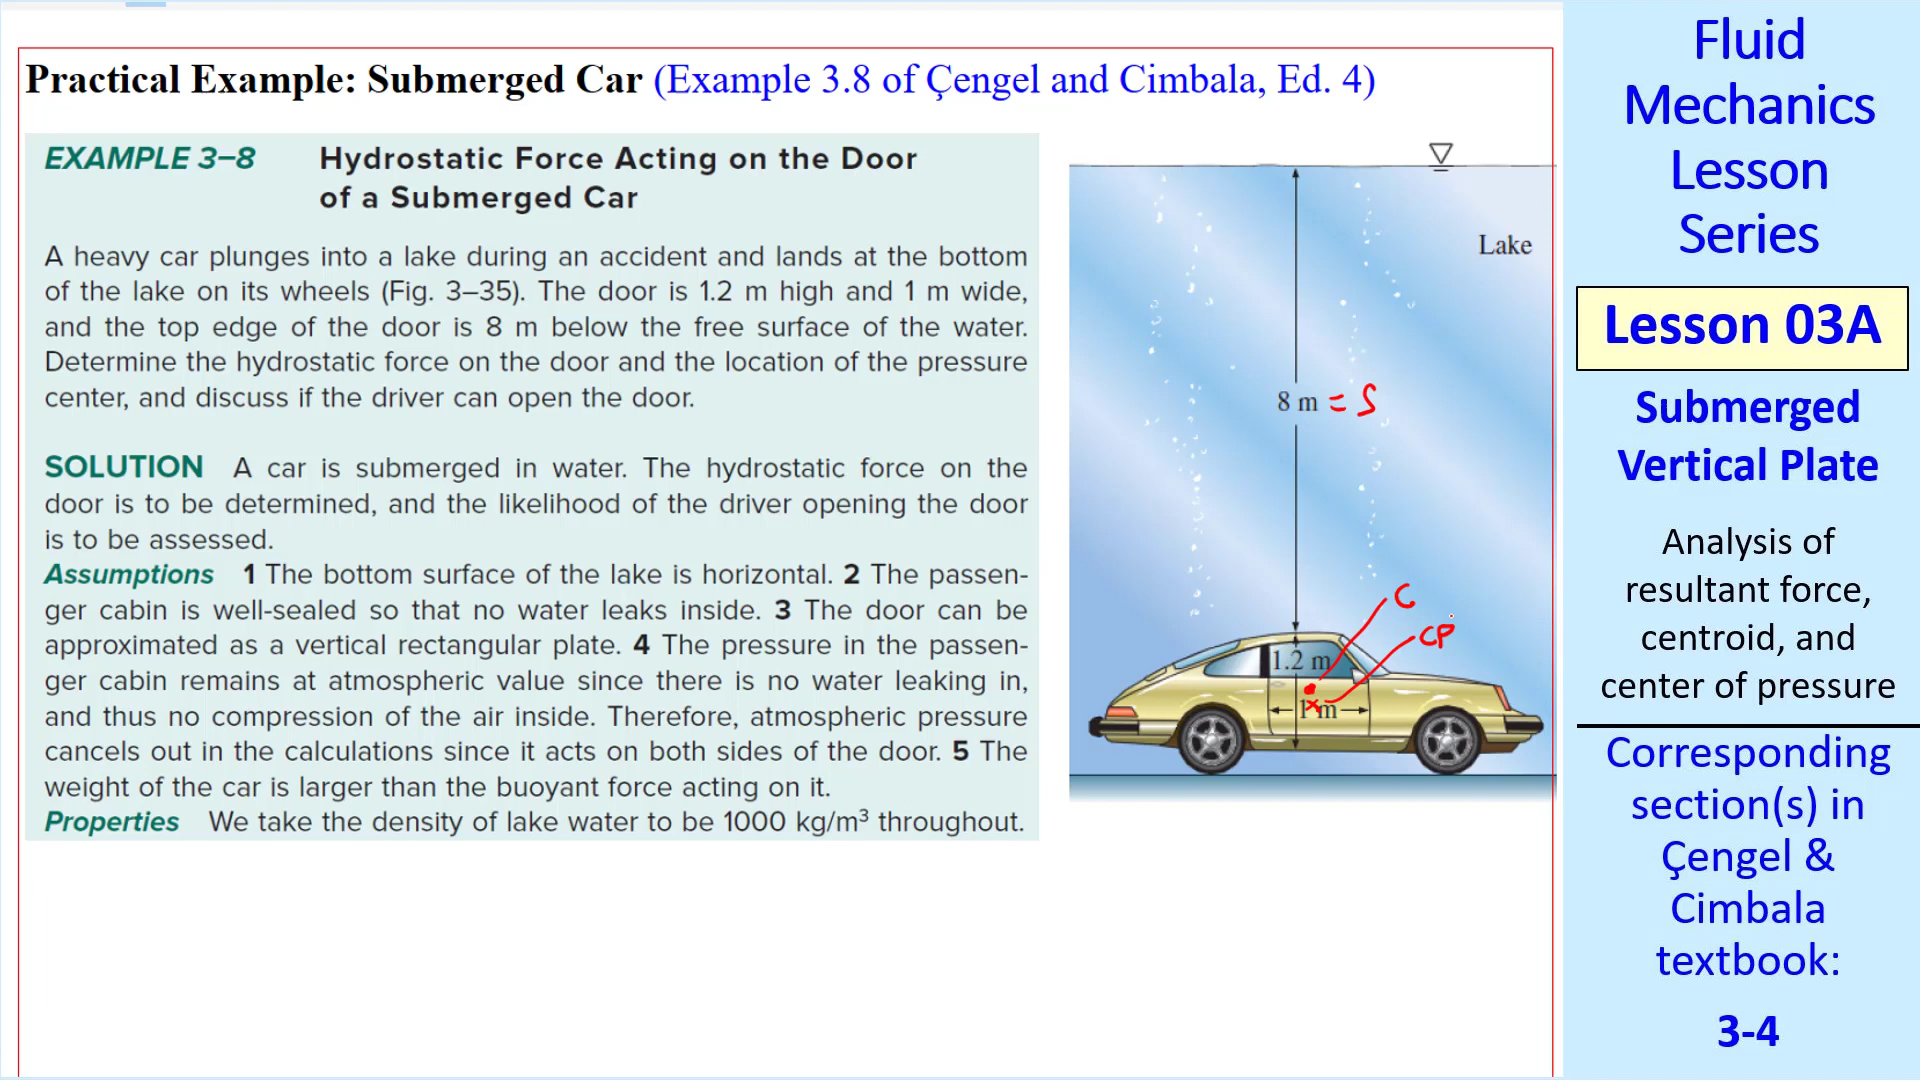 Practical Example: Submerged Car (Example 3.8 of Çengel and Cimbala, Ed. 4)
EXAMPLE 3–8 Hydrostatic Force Acting on the Door
of a Submerged Car
A heavy car plunges into a lake during an accident and lands at the bottom
of the lake on its wheels (Fig. 3–35). The door is 1.2 m high and 1 m wide,
and the top edge of the door is 8 m below the free surface of the water.
Determine the hydrostatic force on the door and the location of the pressure
center, and discuss if the driver can open the door.
SOLUTION A car is submerged in water. The hydrostatic force on the
door is to be determined, and the likelihood of the driver opening the door
is to be assessed.
Assumptions 1 The bottom surface of the lake is horizontal. 2 The passen-
ger cabin is well-sealed so that no water leaks inside. 3 The door can be
approximated as a vertical rectangular plate. 4 The pressure in the passen-
ger cabin remains at atmospheric value since there is no water leaking in,
and thus no compression of the air inside. Therefore, atmospheric pressure
cancels out in the calculations since it acts on both sides of the door. 5 The
weight of the car is larger than the buoyant force acting on it.
Properties We take the density of lake water to be 1000 kg/m³ throughout.
Lake
8 m = S
C
CP
1.2 m
1 m
Fluid
Mechanics
Lesson
Series
Lesson 03A
Submerged
Vertical Plate
Analysis of
resultant force,
centroid, and
center of pressure
Corresponding
section(s) in
Çengel &
Cimbala
textbook:
3-4